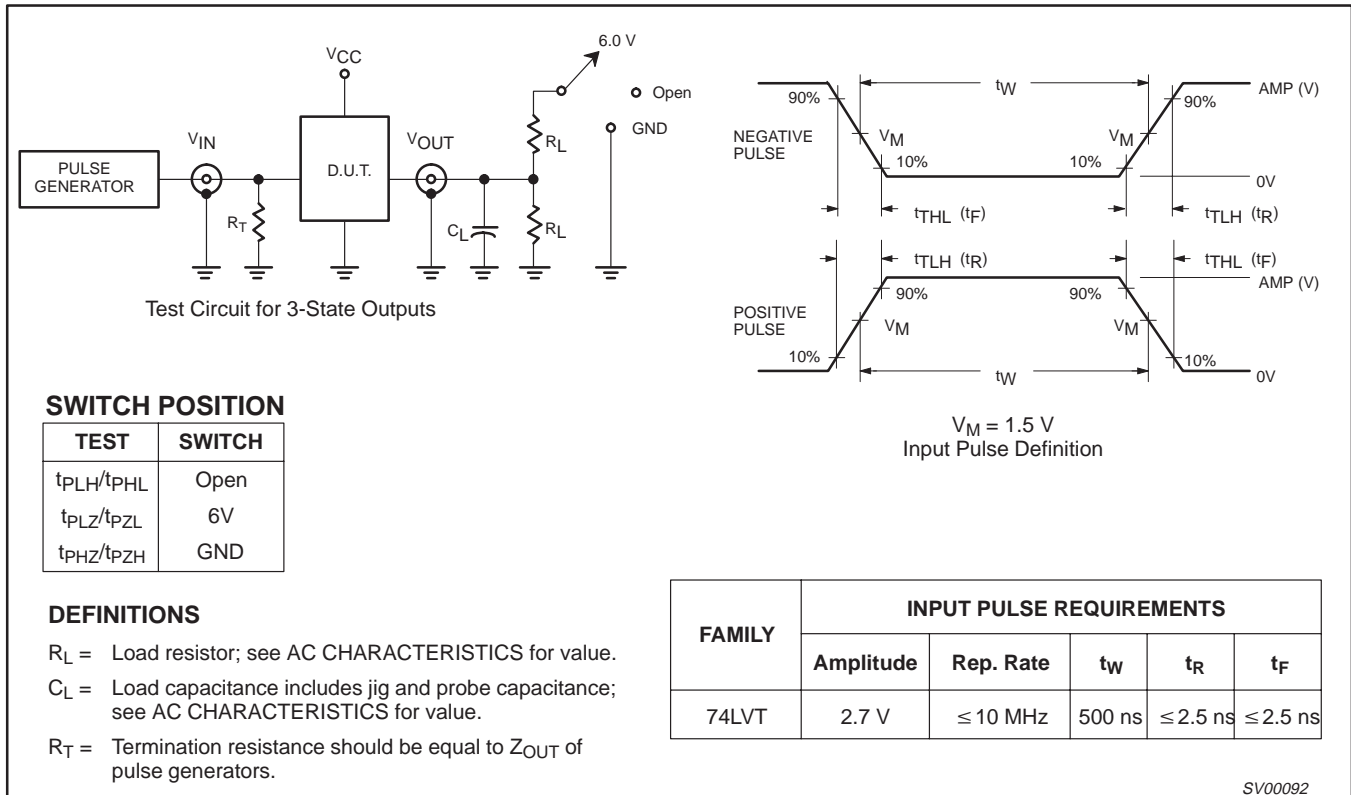 6.0 V
VCC
Open
GND
VIN
VOUT
RL
PULSE
GENERATOR
D.U.T.
RT
CL
RL
Test Circuit for 3-State Outputs
tW
AMP (V)
90%
90%
NEGATIVE
PULSE
VM
VM
10%
10%
0V
tTHL (tF)
tTLH (tR)
tTLH (tR)
tTHL (tF)
AMP (V)
90%
90%
POSITIVE
PULSE
VM
VM
10%
10%
tW
0V
VM = 1.5 V
Input Pulse Definition
SWITCH POSITION
TEST SWITCH
tPLH/tPHL Open
tPLZ/tPZL 6V
tPHZ/tPZH GND
DEFINITIONS
RL = Load resistor; see AC CHARACTERISTICS for value.
CL = Load capacitance includes jig and probe capacitance;
see AC CHARACTERISTICS for value.
RT = Termination resistance should be equal to ZOUT of
pulse generators.
FAMILY
INPUT PULSE REQUIREMENTS
Amplitude Rep. Rate tW tR tF
74LVT 2.7 V ≤ 10 MHz 500 ns ≤ 2.5 ns ≤ 2.5 ns
SV00092